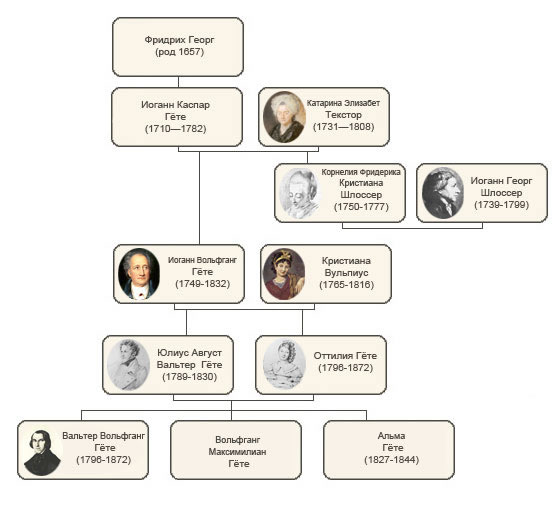 Фридрих Георг
(род 1657)
Иоганн Каспар
Гёте
(1710—1782)
Катарина Элизабет
Текстор
(1731—1808)
Корнелия Фридерика
Кристиана
Шлоссер
(1750-1777)
Иоганн Георг
Шлоссер
(1739-1799)
Иоганн Вольфганг
Гёте
(1749-1832)
Кристиана
Вульпиус
(1765-1816)
Юлиус Август
Вальтер Гёте
(1789-1830)
Оттилия Гёте
(1796-1872)
Вальтер Вольфганг
Гёте
(1796-1872)
Вольфганг
Максимилиан
Гёте
Альма
Гёте
(1827-1844)